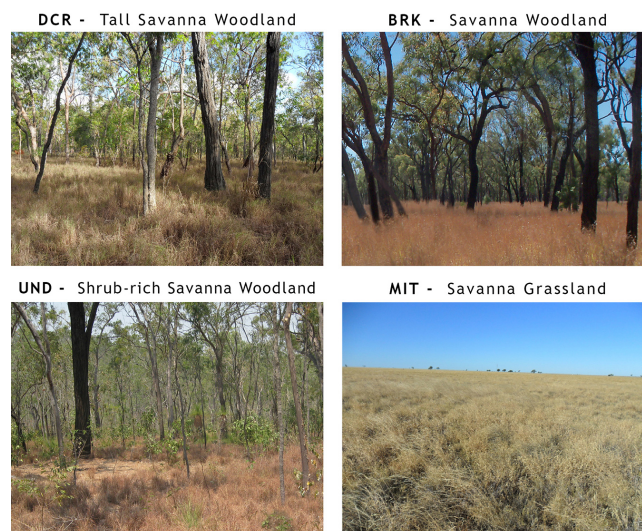 DCR - Tall Savanna Woodland
BRK - Savanna Woodland
UND - Shrub-rich Savanna Woodland
MIT - Savanna Grassland